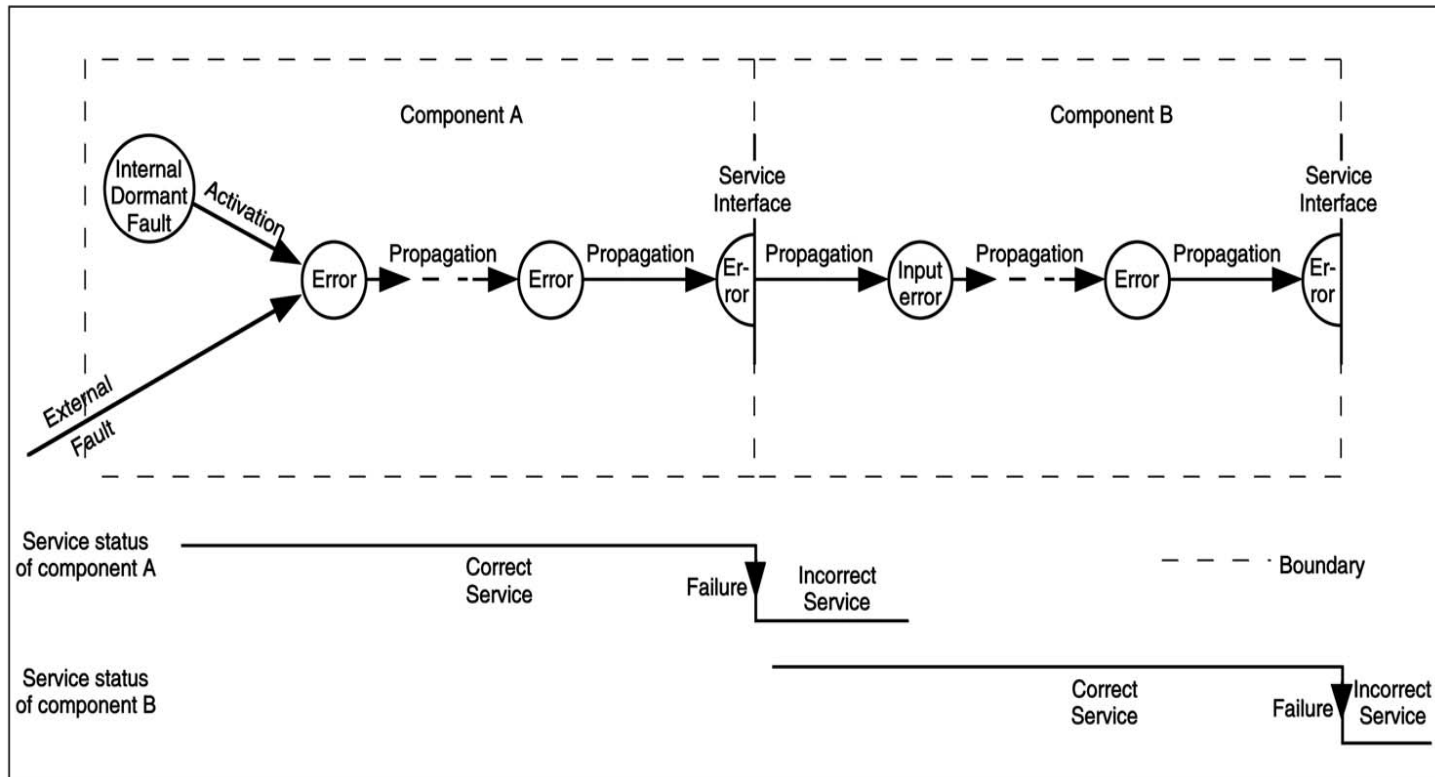 Component A
Component B
Internal
Dormant
Fault
Activation
Service
Interface
Service
Interface
Error
Propagation
Error
Propagation
Er-
ror
Propagation
Input
error
Propagation
Error
Propagation
Er-
ror
External
Fault
Service status
of component A
Correct
Service
Failure
Incorrect
Service
Boundary
Service status
of component B
Correct
Service
Failure
Incorrect
Service